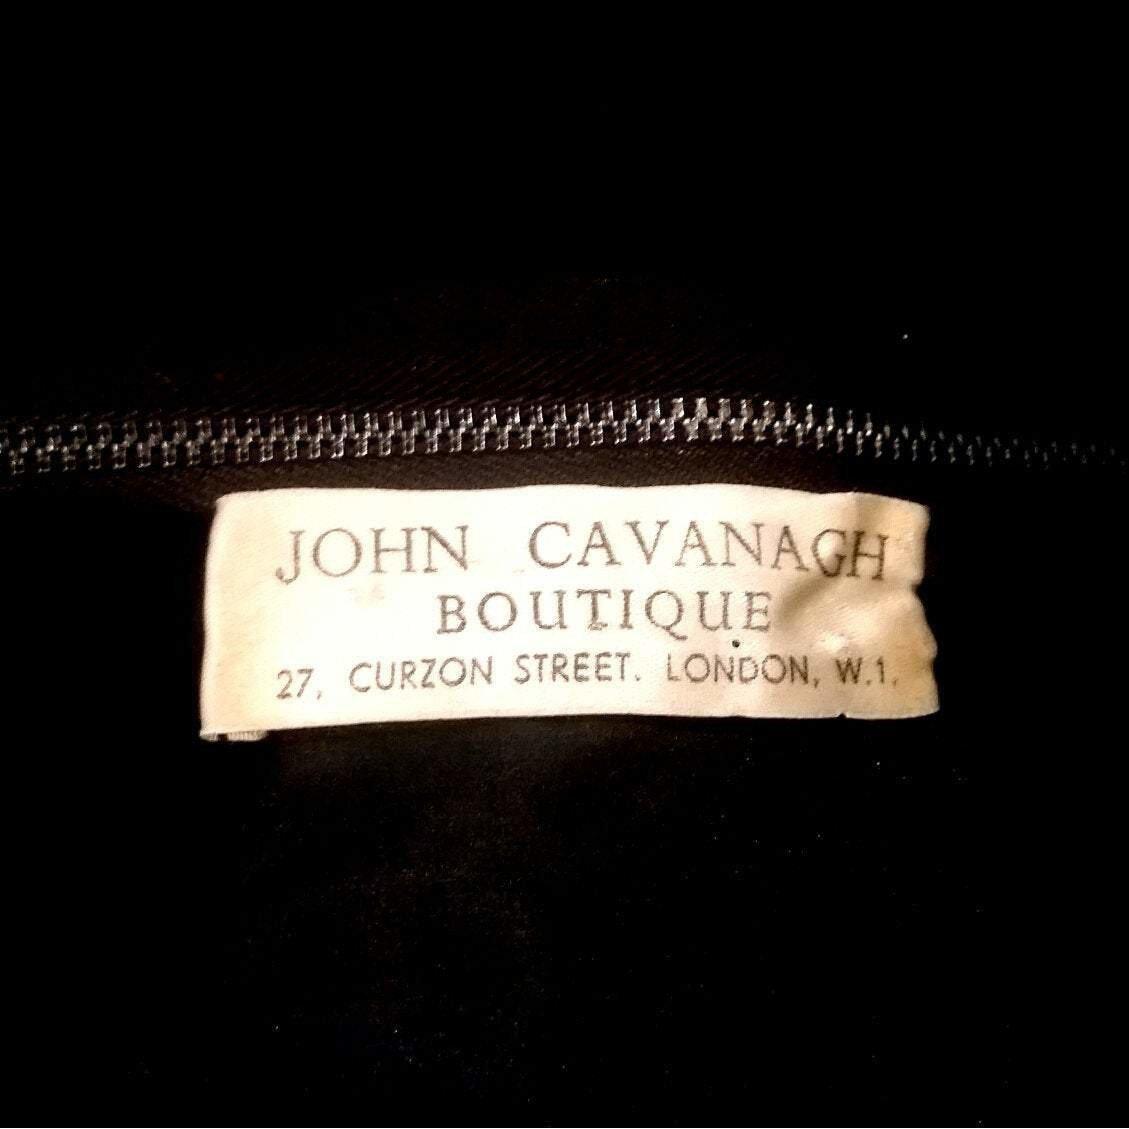 JOHN CAVANAGH
BOUTIQUE
27, CURZON STREET. LONDON, W.1.